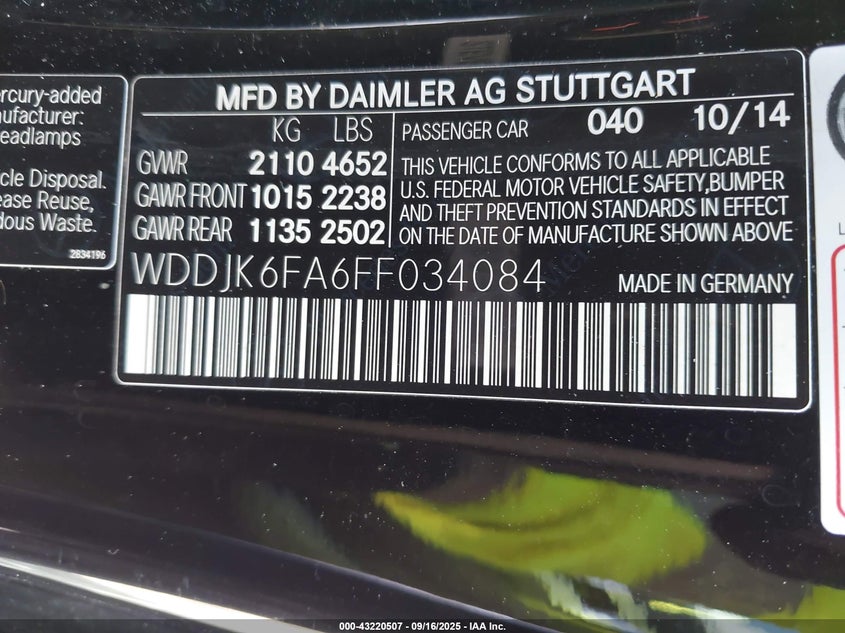 ercury-added
anufacturer:
eadlamps
cle Disposal.
ease Reuse,
dous Waste.
2834196
MFD BY DAIMLER AG STUTTGART
KG LBS
GVWR 2110 4652
GAWR FRONT 1015 2238
GAWR REAR 1135 2502
PASSENGER CAR 040 10/14
THIS VEHICLE CONFORMS TO ALL APPLICABLE
U.S. FEDERAL MOTOR VEHICLE SAFETY,BUMPER
AND THEFT PREVENTION STANDARDS IN EFFECT
ON THE DATE OF MANUFACTURE SHOWN ABOVE
WDDJK6FA6FF034084 MADE IN GERMANY
000-43220507 - 09/16/2025 - IAA Inc.